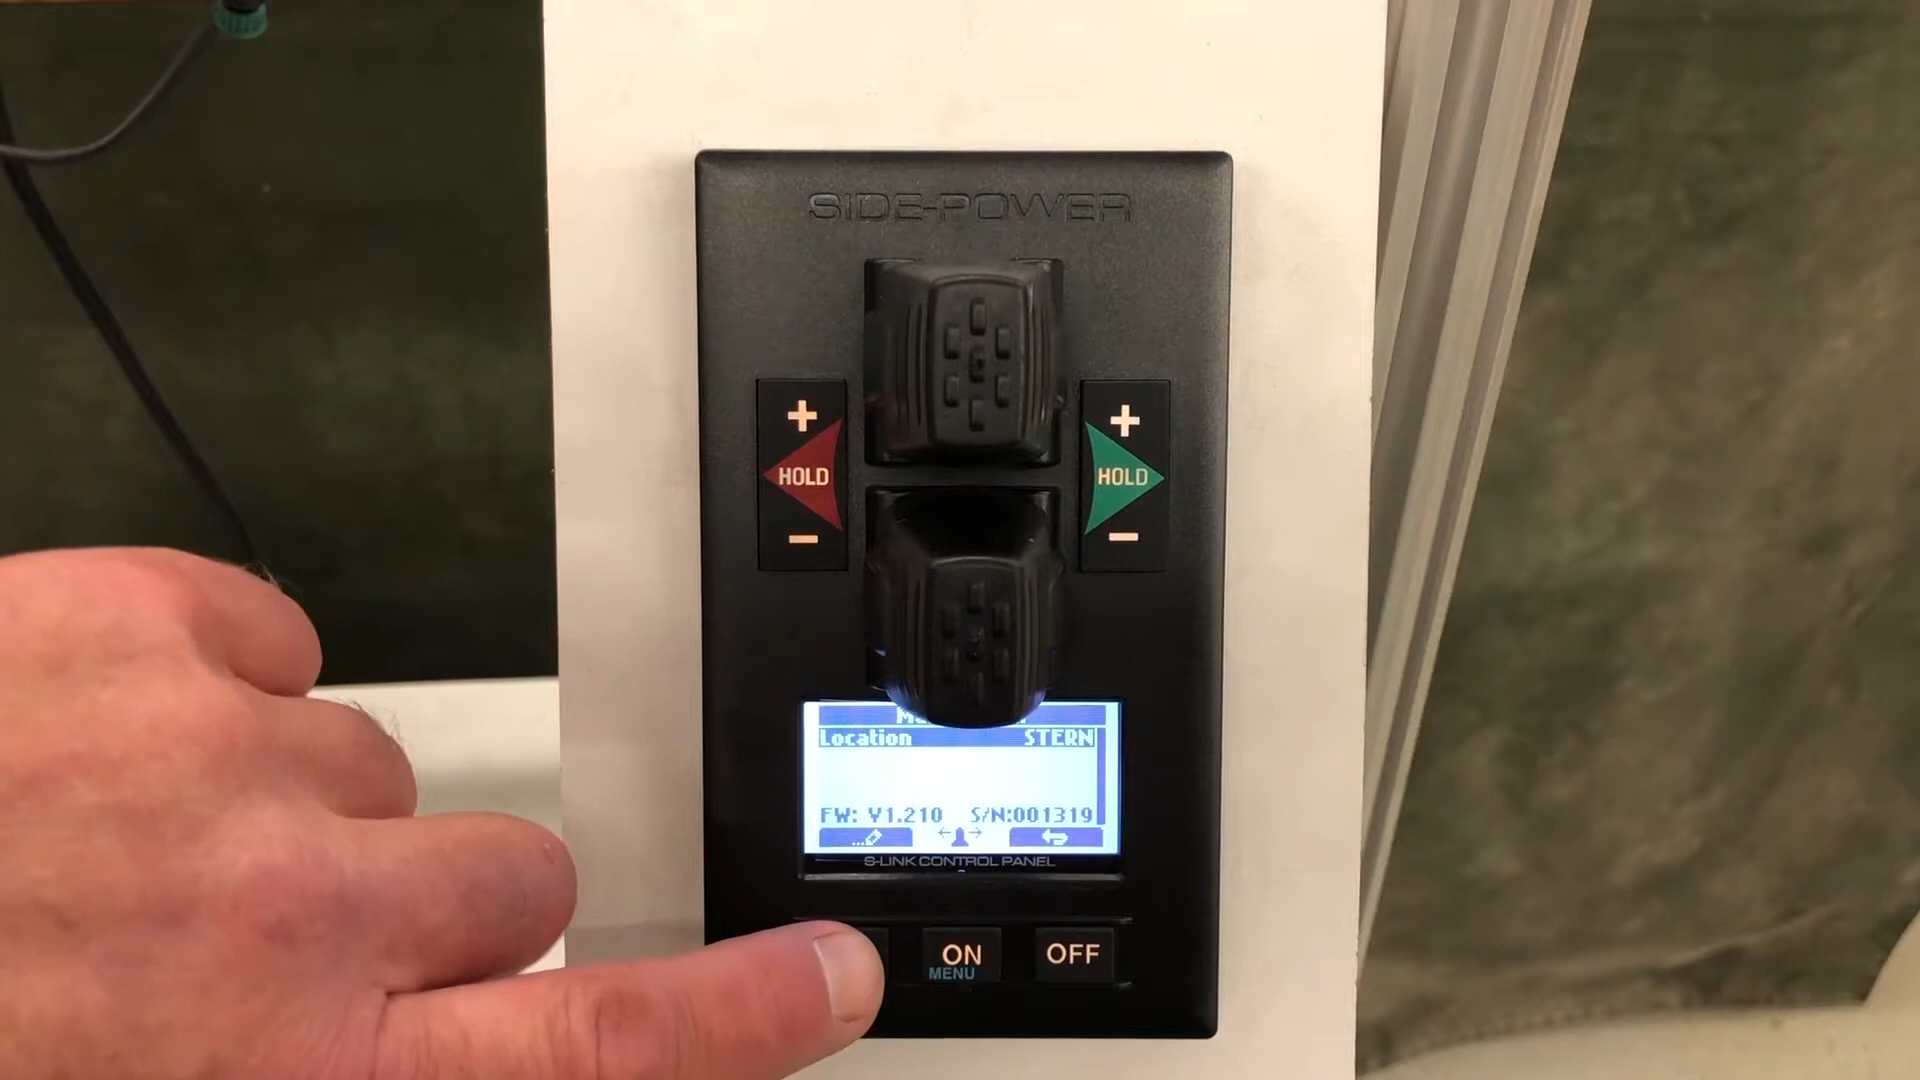 SIDE-POWER
+ +
HOLD HOLD
− −
Location STERN
FW: V1.210 S/N:001319
S-LINK CONTROL PANEL
ON OFF
MENU